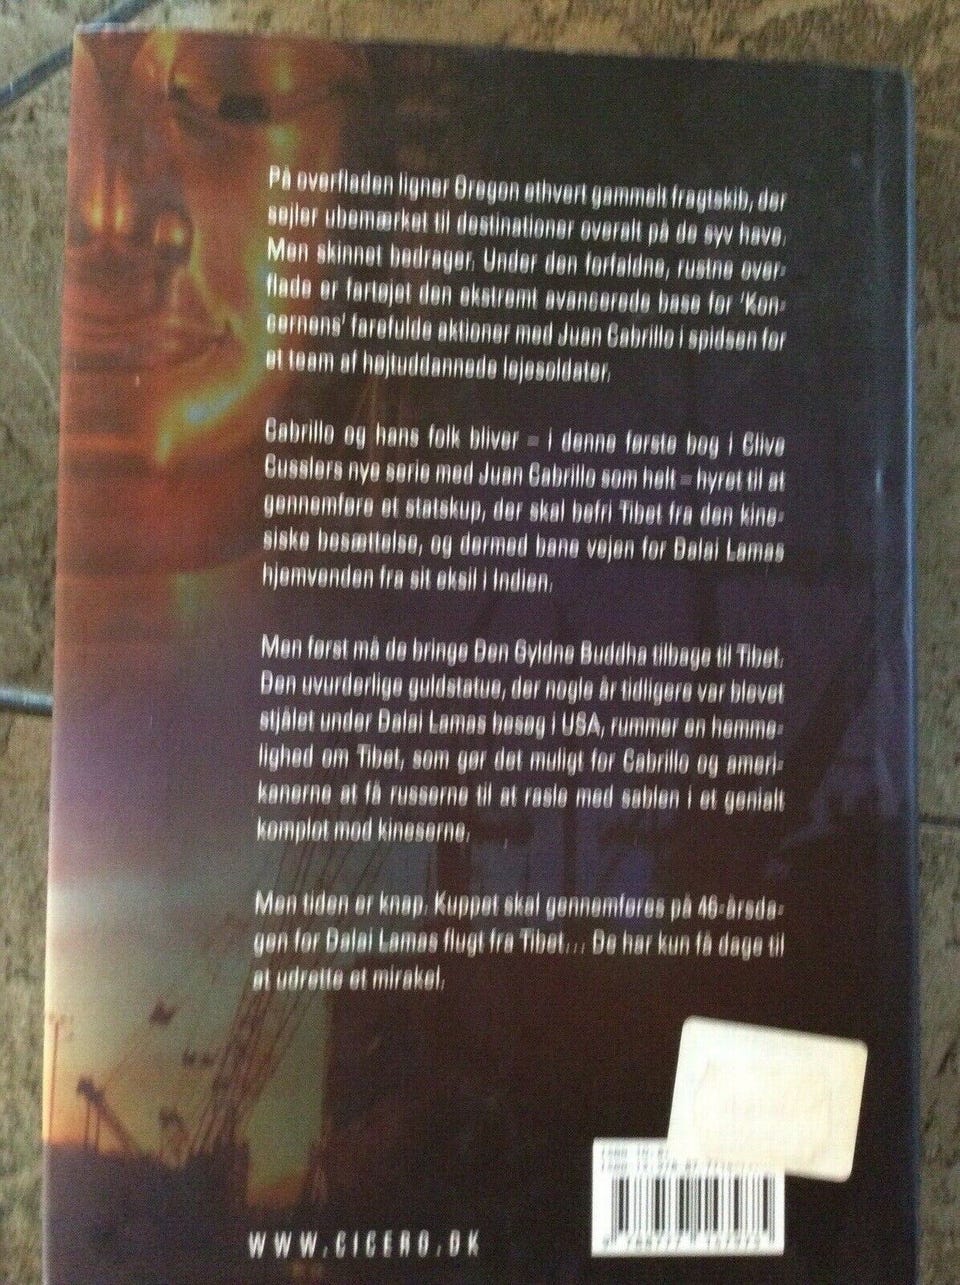 På overfladen ligner Oregon ethvert gammelt fragtskib, der
sejler ubemærket til destinationer overalt på de syv have.
Men skinnet bedrager. Under den forfaldne, rustne over-
flade er fortøjet den ekstremt avancerede base for 'Kon-
cernens' farefulde aktioner med Juan Cabrillo i spidsen for
et team af højtuddannede lejesoldater.
Cabrillo og hans folk bliver – i denne første bog i Clive
Cusslers nye serie med Juan Cabrillo som helt – hyret til at
gennemføre et statskup, der skal befri Tibet fra den kine-
siske besættelse, og dermed bane vejen for Dalai Lamas
hjemvenden fra sit eksil i Indien.
Men først må de bringe Den Gyldne Buddha tilbage til Tibet.
Den uvurderlige guldstatue, der nogle år tidligere var blevet
stjålet under Dalai Lamas besøg i USA, rummer en hemme-
lighed om Tibet, som gør det muligt for Cabrillo og ameri-
kanerne at få russerne til at rasle med sablen i et genialt
komplot mod kineserne.
Men tiden er knap. Kuppet skal gennemføres på 46-årsda-
gen for Dalai Lamas flugt fra Tibet... De har kun få dage til
at udrette et mirakel.
WWW.CICERO.DK